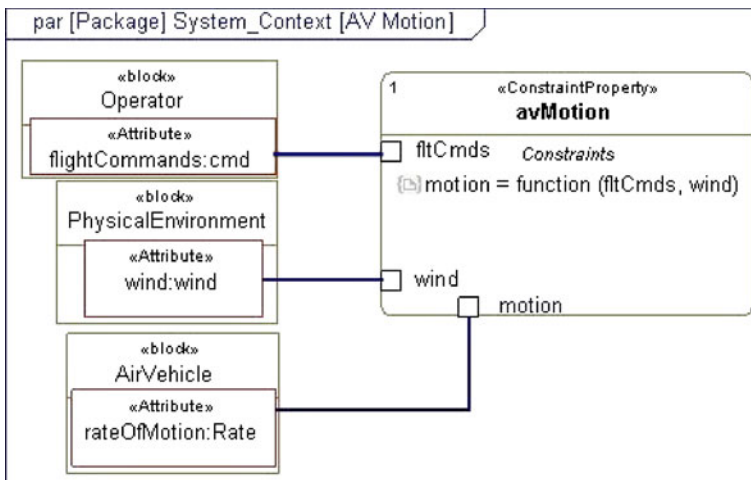 par [Package] System_Context [AV Motion]
«block»
Operator
«Attribute»
flightCommands:cmd
«block»
PhysicalEnvironment
«Attribute»
wind:wind
«block»
AirVehicle
«Attribute»
rateOfMotion:Rate
1 «ConstraintProperty»
avMotion
fltCmds Constraints
motion = function (fltCmds, wind)
wind
motion